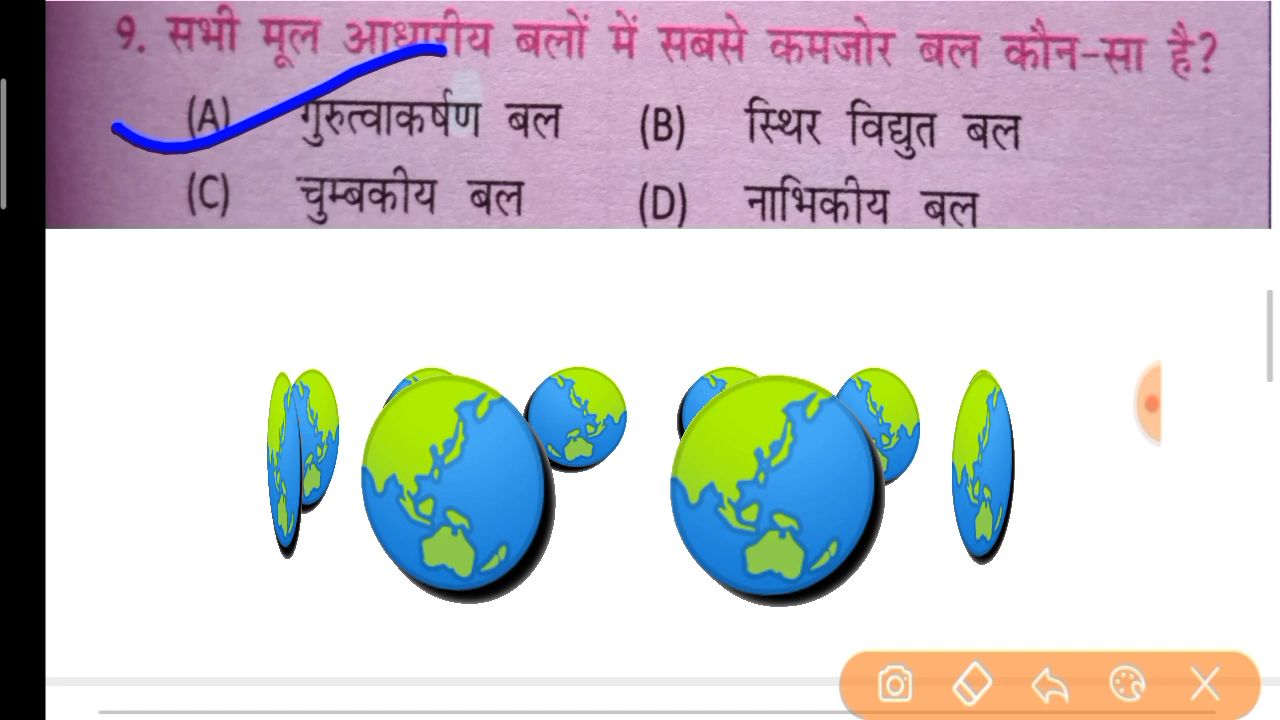 9. सभी मूल आधारीय बलों में सबसे कमजोर बल कौन-सा है?
(A) गुरुत्वाकर्षण बल (B) स्थिर विद्युत बल
(C) चुम्बकीय बल (D) नाभिकीय बल